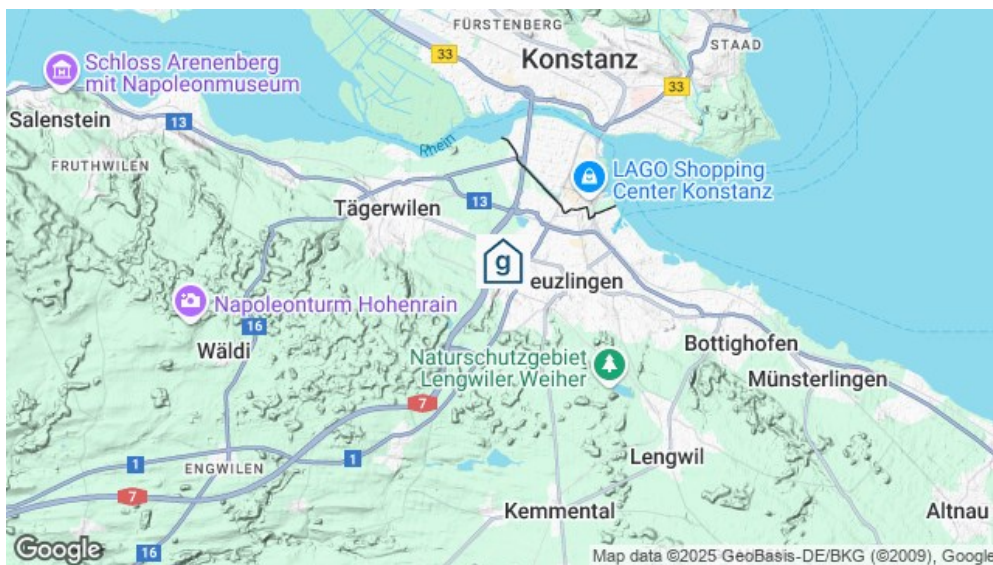 FÜRSTENBERG
33
Konstanz
STAAD
33
Schloss Arenenberg
mit Napoleonmuseum
Salenstein
13
Rhein
FRUTHWILEN
LAGO Shopping
Center Konstanz
Tägerwilen
13
g
euzlingen
Napoleonturm Hohenrain
16
Wäldi
Bottighofen
Naturschutzgebiet
Lengwiler Weiher
Münsterlingen
7
1
ENGWILEN
1
Lengwil
7
Kemmental
Altnau
16
Google
Map data ©2025 GeoBasis-DE/BKG (©2009), Google